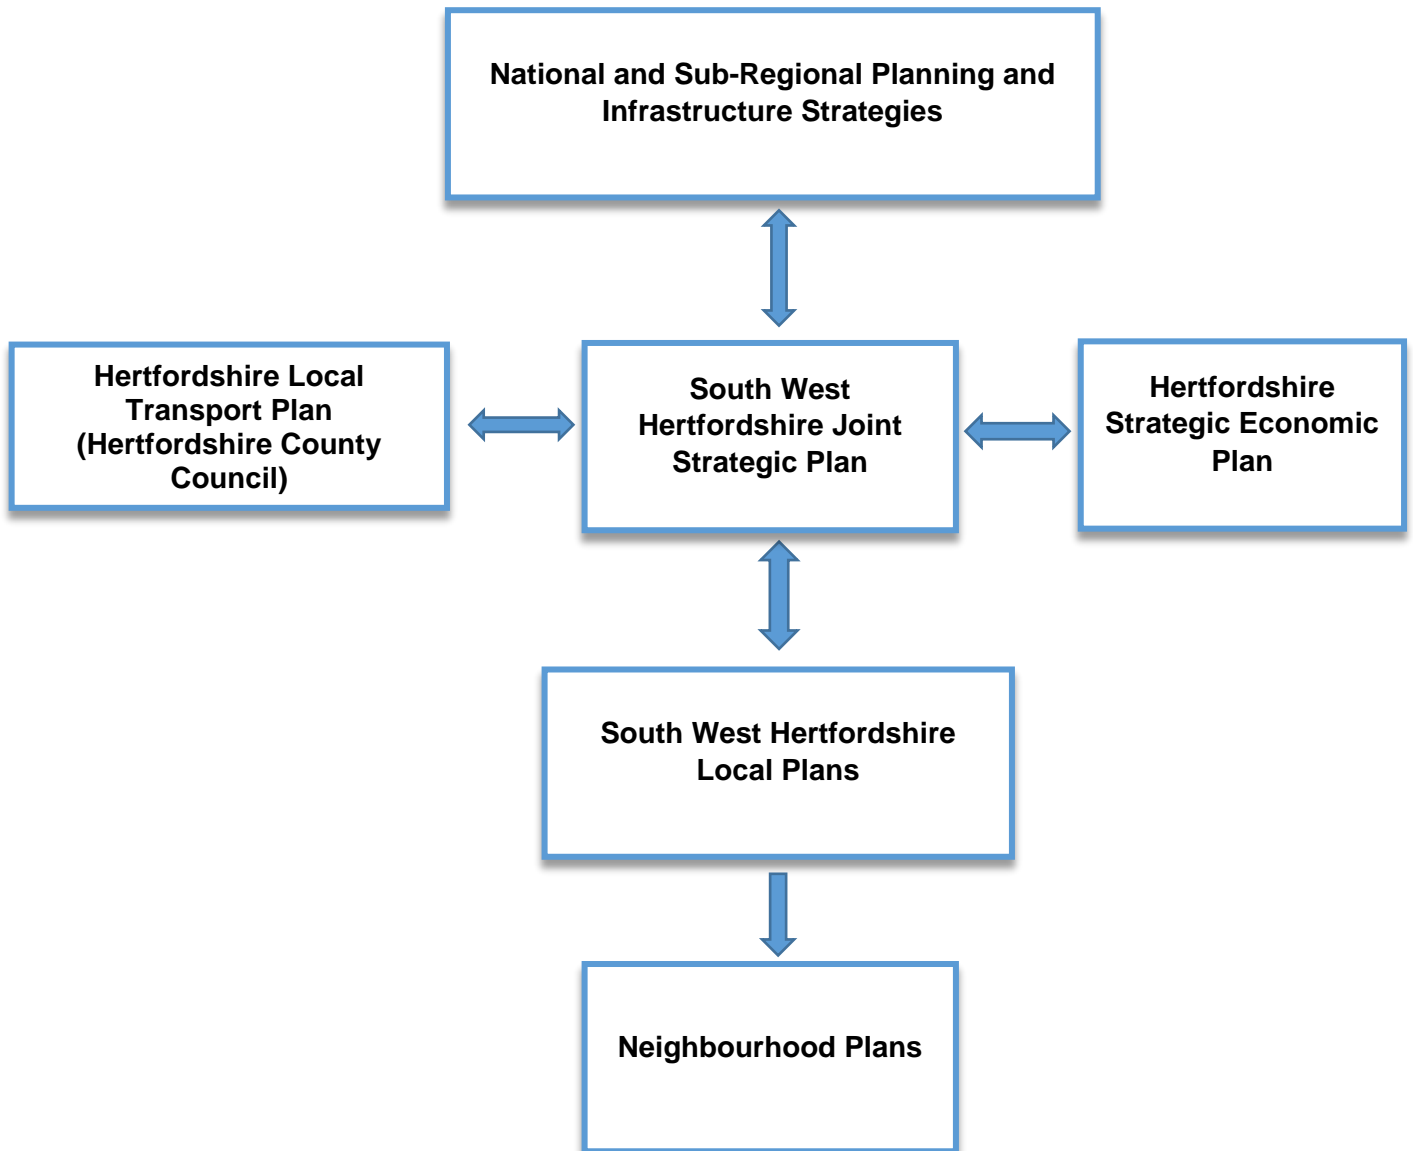 National and Sub-Regional Planning and
Infrastructure Strategies
Hertfordshire Local
Transport Plan
(Hertfordshire County
Council)
South West
Hertfordshire Joint
Strategic Plan
Hertfordshire
Strategic Economic
Plan
South West Hertfordshire
Local Plans
Neighbourhood Plans